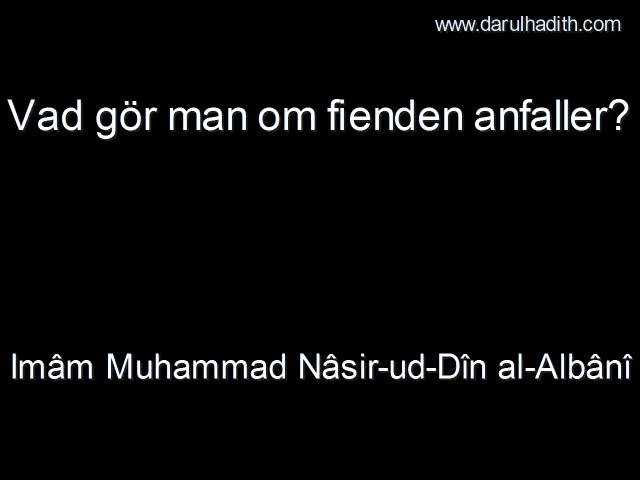 www.darulhadith.com
Vad gör man om fienden anfaller?
Imâm Muhammad Nâsir-ud-Dîn al-Albânî